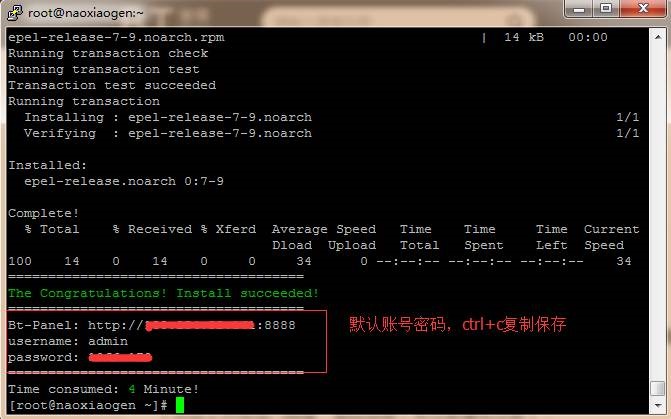 root@naoxiaogen:~
epel-release-7-9.noarch.rpm | 14 kB 00:00
Running transaction check
Running transaction test
Transaction test succeeded
Running transaction
Installing : epel-release-7-9.noarch 1/1
Verifying : epel-release-7-9.noarch 1/1
Installed:
epel-release.noarch 0:7-9
Complete!
% Total % Received % Xferd Average Speed Time Time Time Current
Dload Upload Total Spent Left Speed
100 14 0 14 0 0 34 0 --:--:-- --:--:-- --:--:-- 34
=====================================
The Congratulations! Install succeeded!
=====================================
Bt-Panel: http:// :8888
默认账号密码，ctrl+c复制保存
username: admin
password:
=====================================
Time consumed: 4 Minute!
[root@naoxiaogen ~]#